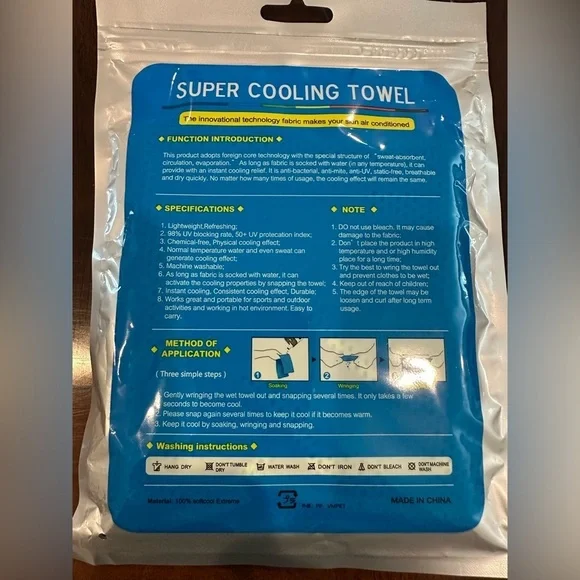 SUPER COOLING TOWEL
The innovational technology fabric makes your skin air conditioned
FUNCTION INTRODUCTION
This product adopts foreign core technology with the special structure of "sweat-absorbent,
circulation, evaporation." As long as fabric is socked with water (in any temperature), it can
provide with an instant cooling relief. It is anti-bacterial, anti-mite, anti-UV, static-free, breathable
and dry quickly. No matter how many times of usage, the cooling effect will remain the same.
SPECIFICATIONS
1. Lightweight,Refreshing;
2. 98% UV blocking rate, 50+ UV protecation index;
3. Chemical-free, Physical cooling effect;
4. Normal temperature water and even sweat can
generate cooling effect;
5. Machine washable;
6. As long as fabric is socked with water, it can
activate the cooling properties by snapping the towel;
7. Instant cooling, Consistent cooling effect, Durable;
8. Works great and portable for sports and outdoor
activities and working in hot environment. Easy to
carry.
NOTE
1. DO not use bleach. It may cause
damage to the fabric;
2. Don't place the product in high
temperature and or high humidity
place for a long time;
3. Try the best to wring the towel out
and prevent clothes to be wet;
4. Keep out of reach of children;
5. The edge of the towel may be
loosen and curl after long term
usage.
METHOD OF
APPLICATION
( Three simple steps )
1
Soaking
2
Wringing
1. Gently wringing the wet towel out and snapping several times. It only takes a few
seconds to become cool.
2. Please snap again several times to keep it cool if it becomes warm.
3. Keep it cool by soaking, wringing and snapping.
Washing instructions
HANG DRY
DON'T TUMBLE
DRY
WATER WASH
DON'T IRON
DON'T BLEACH
DON'T MACHINE
WASH
Material: 100% without Extreme
MADE IN CHINA